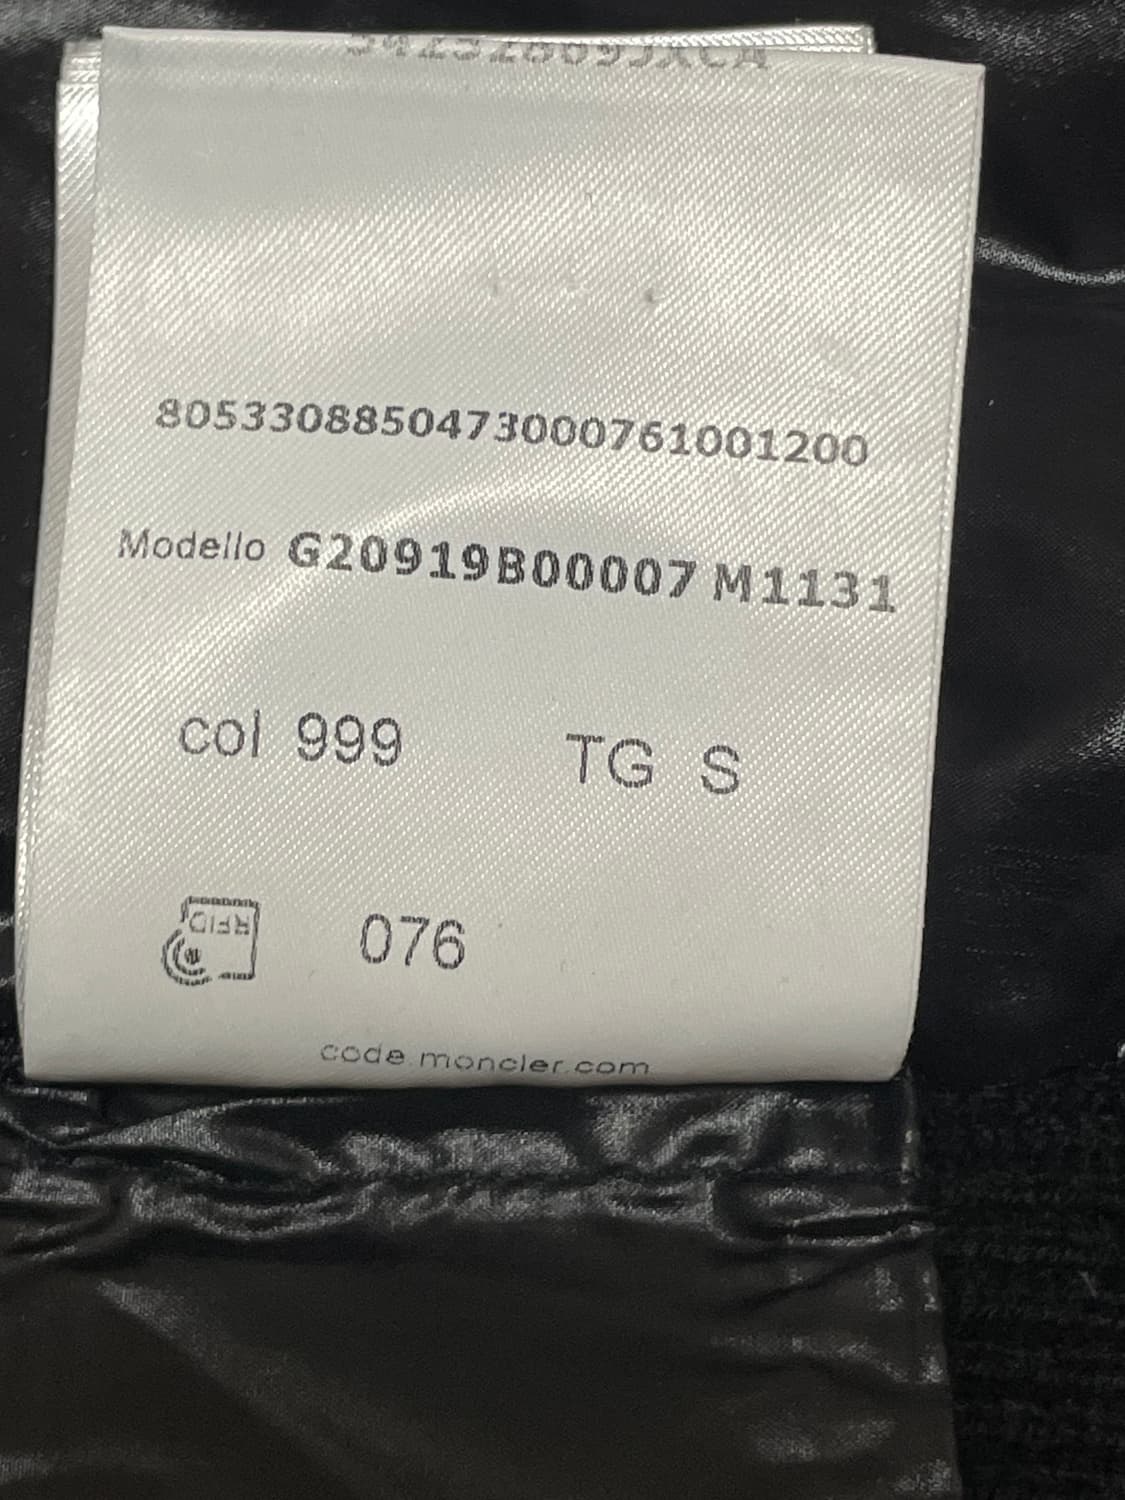 8053308850473000761001200
Modello G20919B00007 M1131
col 999 TG S
RFID 076
code.moncler.com